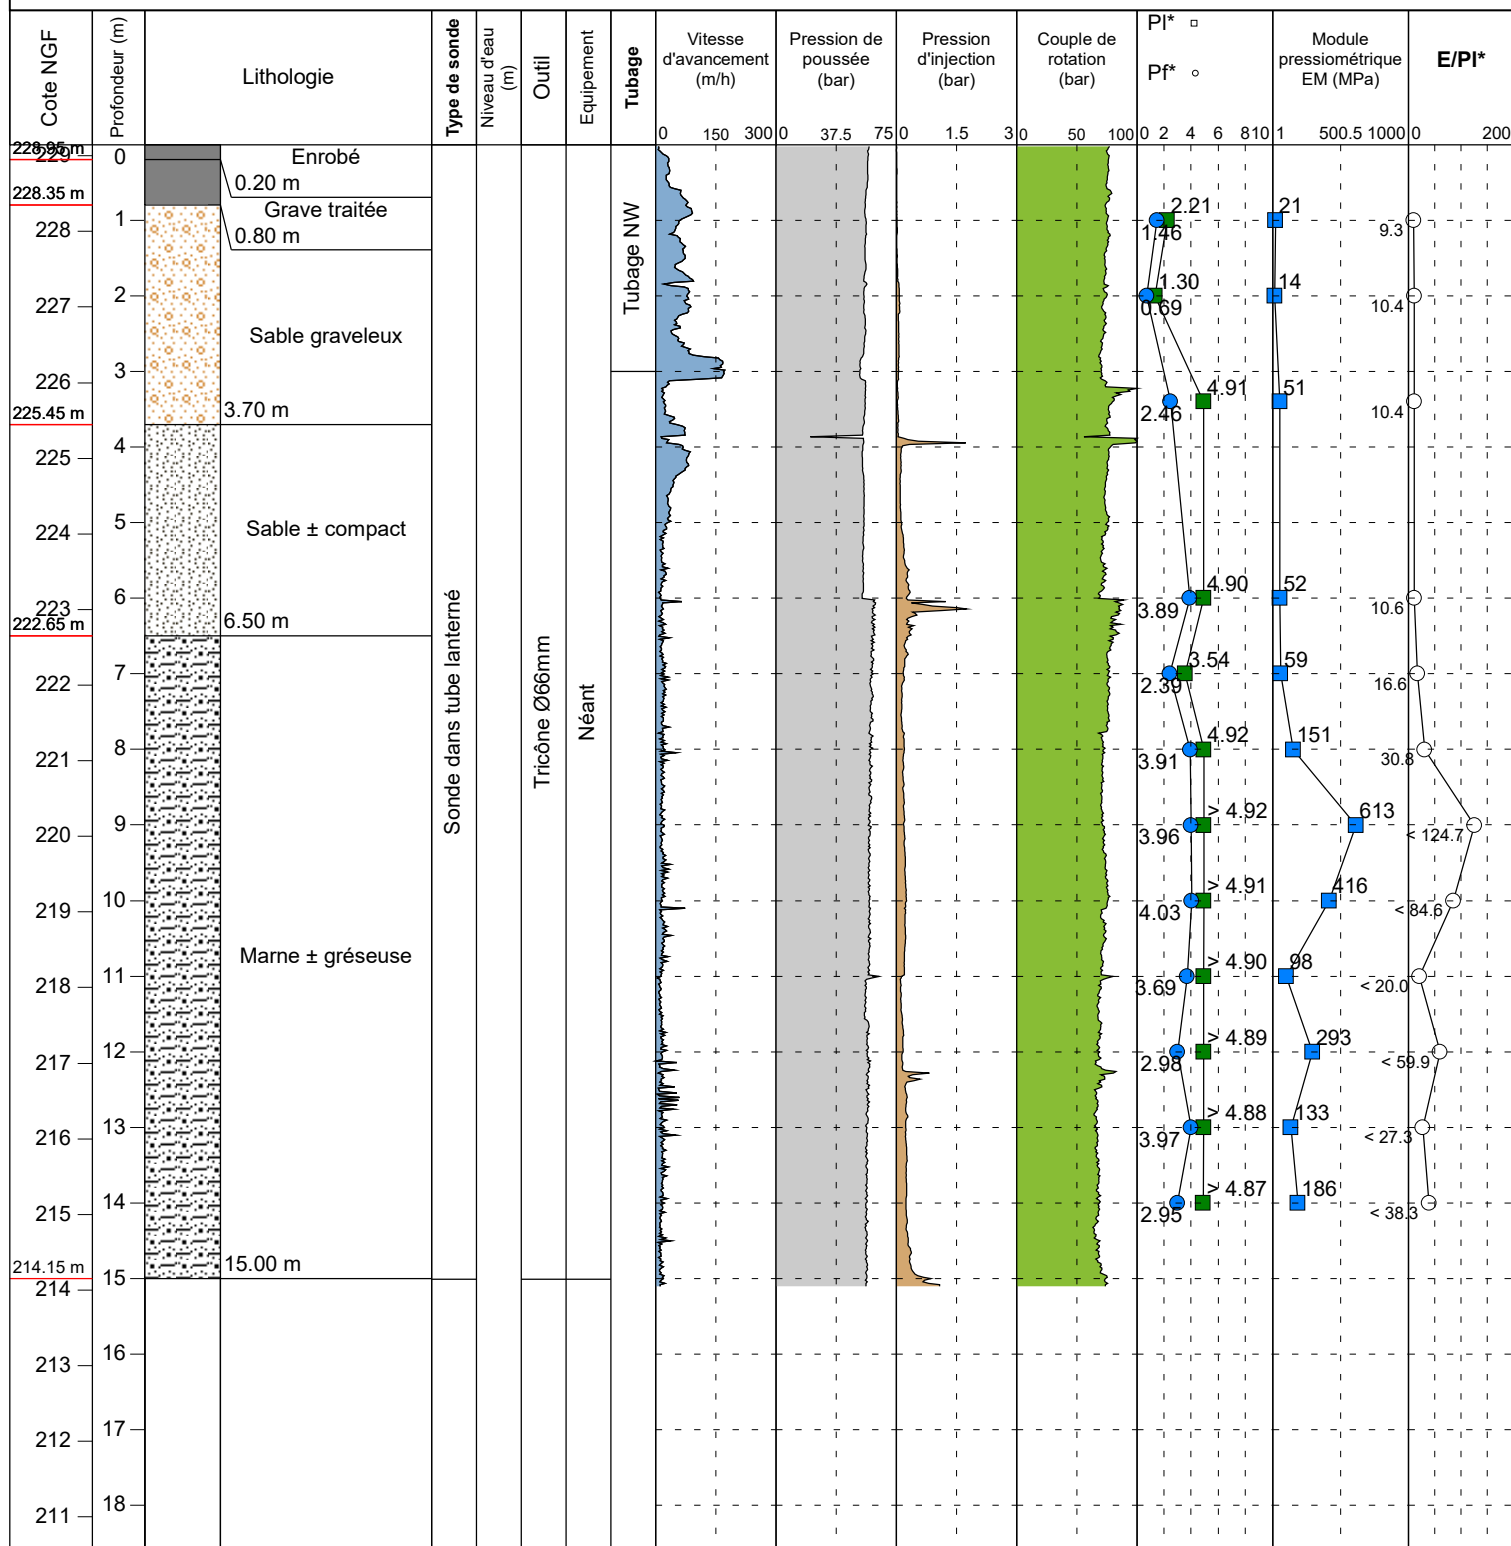 Cote NGF
Profondeur (m)
Lithologie
Type de sonde
Niveau d'eau
(m)
Outil
Equipement
Tubage
Vitesse
d'avancement
(m/h)
0 150 300
Pression de
poussée
(bar)
0 37.5 75
Pression
d'injection
(bar)
0 1.5 3
Couple de
rotation
(bar)
0 50 100
Pl*
Pf*
0 2 4 6 8 10
Module
pressiométrique
EM (MPa)
1 500.5 1000
E/Pl*
0 200
228.95 m
229
228.35 m
228
227
226
225.45 m
225
224
223
222.65 m
222
221
220
219
218
217
216
215
214.15 m
214
213
212
211
0
1
2
3
4
5
6
7
8
9
10
11
12
13
14
15
16
17
18
Enrobé
0.20 m
Grave traitée
0.80 m
Sable graveleux
3.70 m
Sable ± compact
6.50 m
Marne ± gréseuse
15.00 m
Sonde dans tube lanterné
Tricône Ø66mm
Néant
Tubage NW
2.21
1.46
21
9.3
1.30
0.69
14
10.4
4.91
2.46
51
10.4
4.90
3.89
52
10.6
3.54
2.39
59
16.6
4.92
3.91
151
30.8
> 4.92
3.96
613
< 124.7
> 4.91
4.03
416
< 84.6
> 4.90
3.69
98
< 20.0
> 4.89
2.98
293
< 59.9
> 4.88
3.97
133
< 27.3
> 4.87
2.95
186
< 38.3